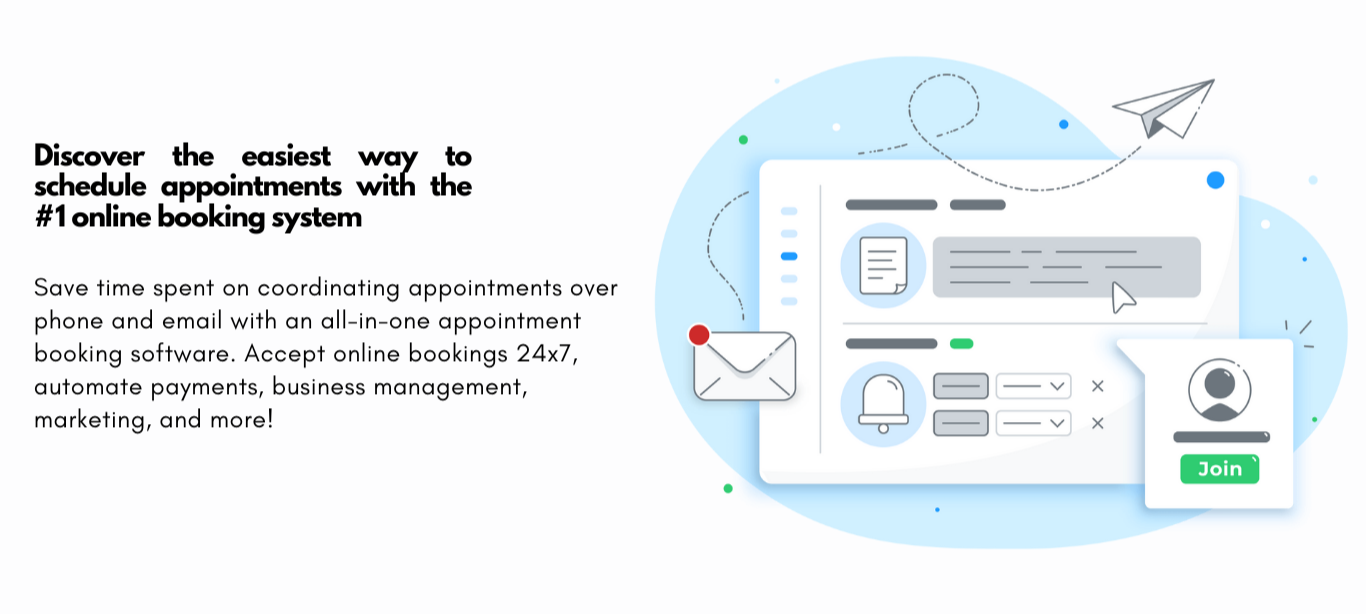 Discover the easiest way to
schedule appointments with the
#1 online booking system
Save time spent on coordinating appointments over
phone and email with an all-in-one appointment
booking software. Accept online bookings 24x7,
automate payments, business management,
marketing, and more!
Join